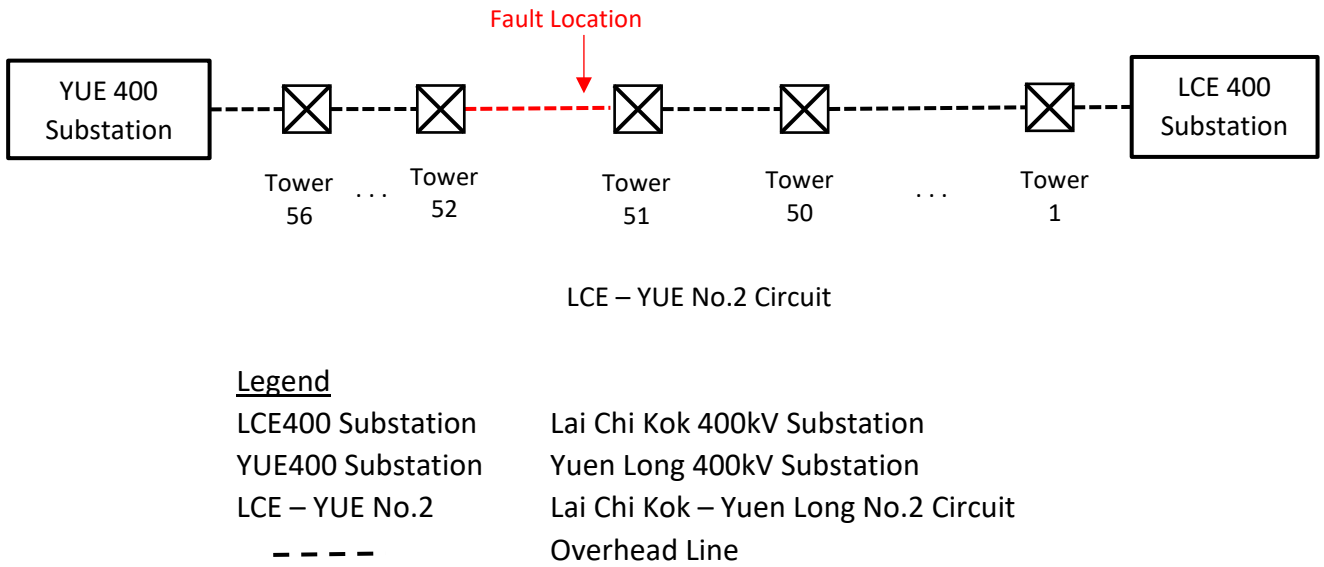 Fault Location
YUE 400
Substation
LCE 400
Substation
Tower
56
. . .
Tower
52
Tower
51
Tower
50
...
Tower
1
LCE – YUE No.2 Circuit
Legend
LCE400 Substation Lai Chi Kok 400kV Substation
YUE400 Substation Yuen Long 400kV Substation
LCE – YUE No.2 Lai Chi Kok – Yuen Long No.2 Circuit
Overhead Line